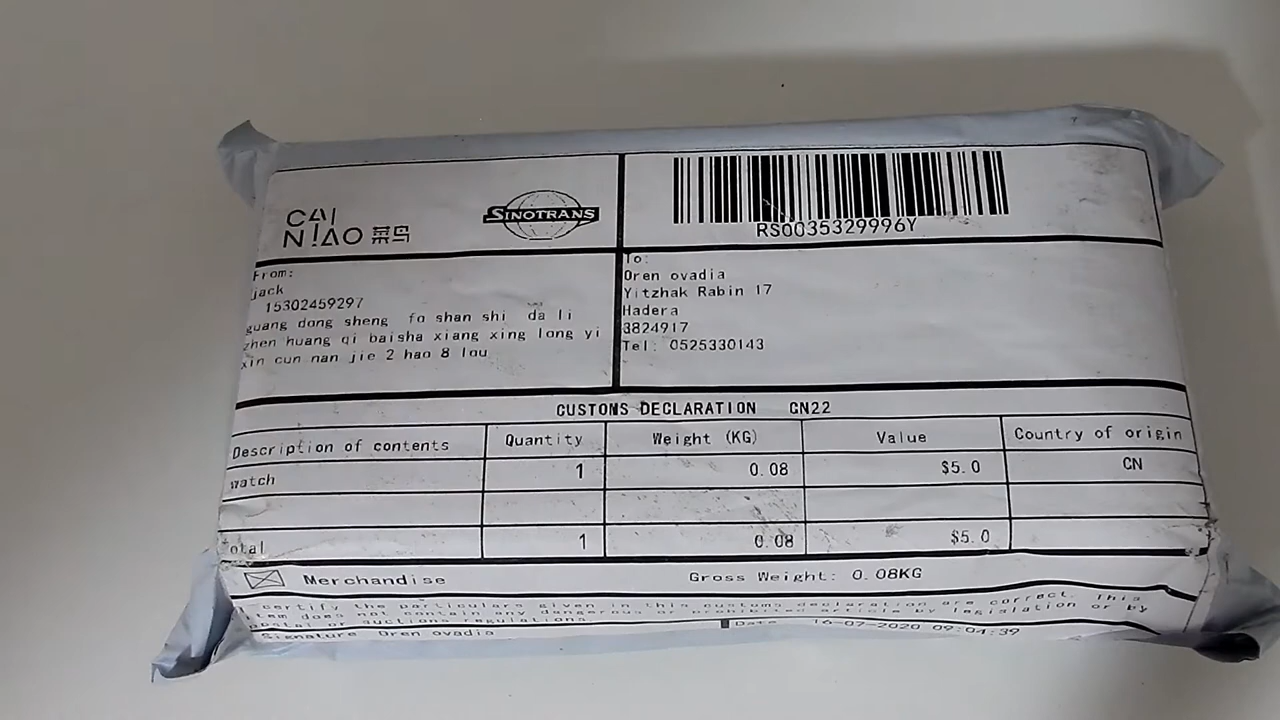 CAI
NIAO 菜鸟
SINOTRANS
RS0035329996Y
From:
jack
15302459297
guang dong sheng fo shan shi da li
zhen huang qi baisha xiang xing long yi
xin cun nan jie 2 hao 8 lou
To:
Oren ovadia
Yitzhak Rabin 17
Hadera
3824917
Tel: 0525330143
CUSTOMS DECLARATION CN22
Description of contents Quantity Weight (KG) Value Country of origin
watch 1 0.08 $5.0 CN
Total 1 0.08 $5.0
Merchandise Gross Weight: 0.08KG
certify the particulars given in this customs declaration are correct. This
item does not contain any dangerous or prohibited articles by legislation or by
postal or customs regulations.
Signature Oren ovadia Date 16-07-2020 09:04:39